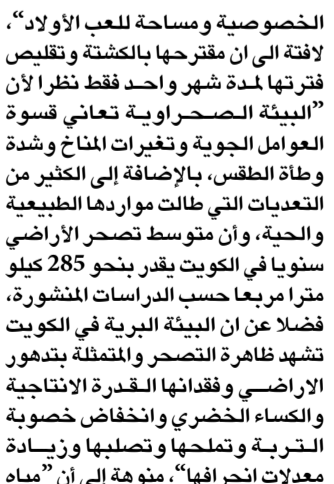 الخصوصية ومساحة للعب الأولاد“،
لافتة الى ان مقترحها بالكشتة وتقليص
فترتها لمدة شهر واحد فقط نظرا لأن
”البيئة الصحراوية تعاني قسوة
العوامل الجوية وتغيرات المناخ وشدة
وطأة الطقس، بالإضافة إلى الكثير من
التعديات التي طالت مواردها الطبيعية
والحية، وأن متوسط تصحر الأراضي
سنويا في الكويت يقدر بنحو 285 كيلو
مترا مربعا حسب الدراسات المنشورة،
فضلا عن ان البيئة البرية في الكويت
تشهد ظاهرة التصحر والمتمثلة بتدهور
الاراضي وفقدانها القدرة الانتاجية
والكساء الخضري وانخفاض خصوبة
التربة وتملحها وتصلبها وزيادة
معدلات انجرافها“، منوهة إلى أن ”مياه